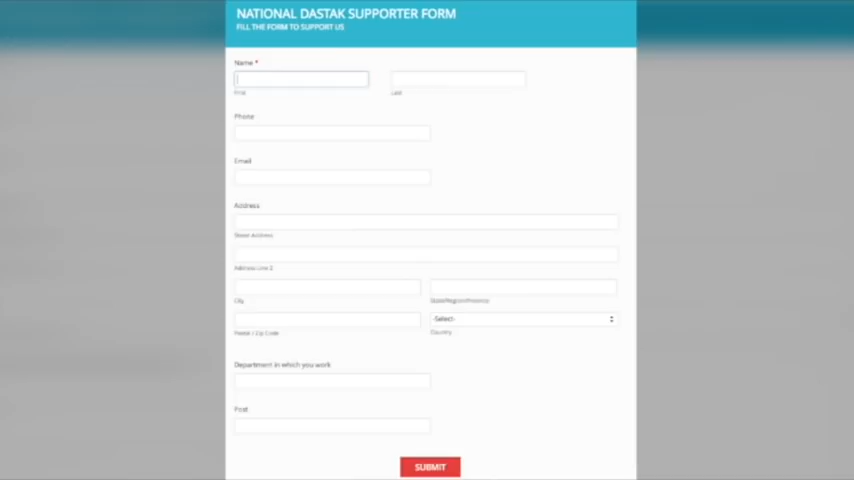 NATIONAL DASTAK SUPPORTER FORM
FILL THE FORM TO SUPPORT US
Name *
First Last
Phone
Email
Address
Street Address
Address Line 2
City State/Region/Province
-Select-
Postal / Zip Code Country
Department in which you work
Post
SUBMIT